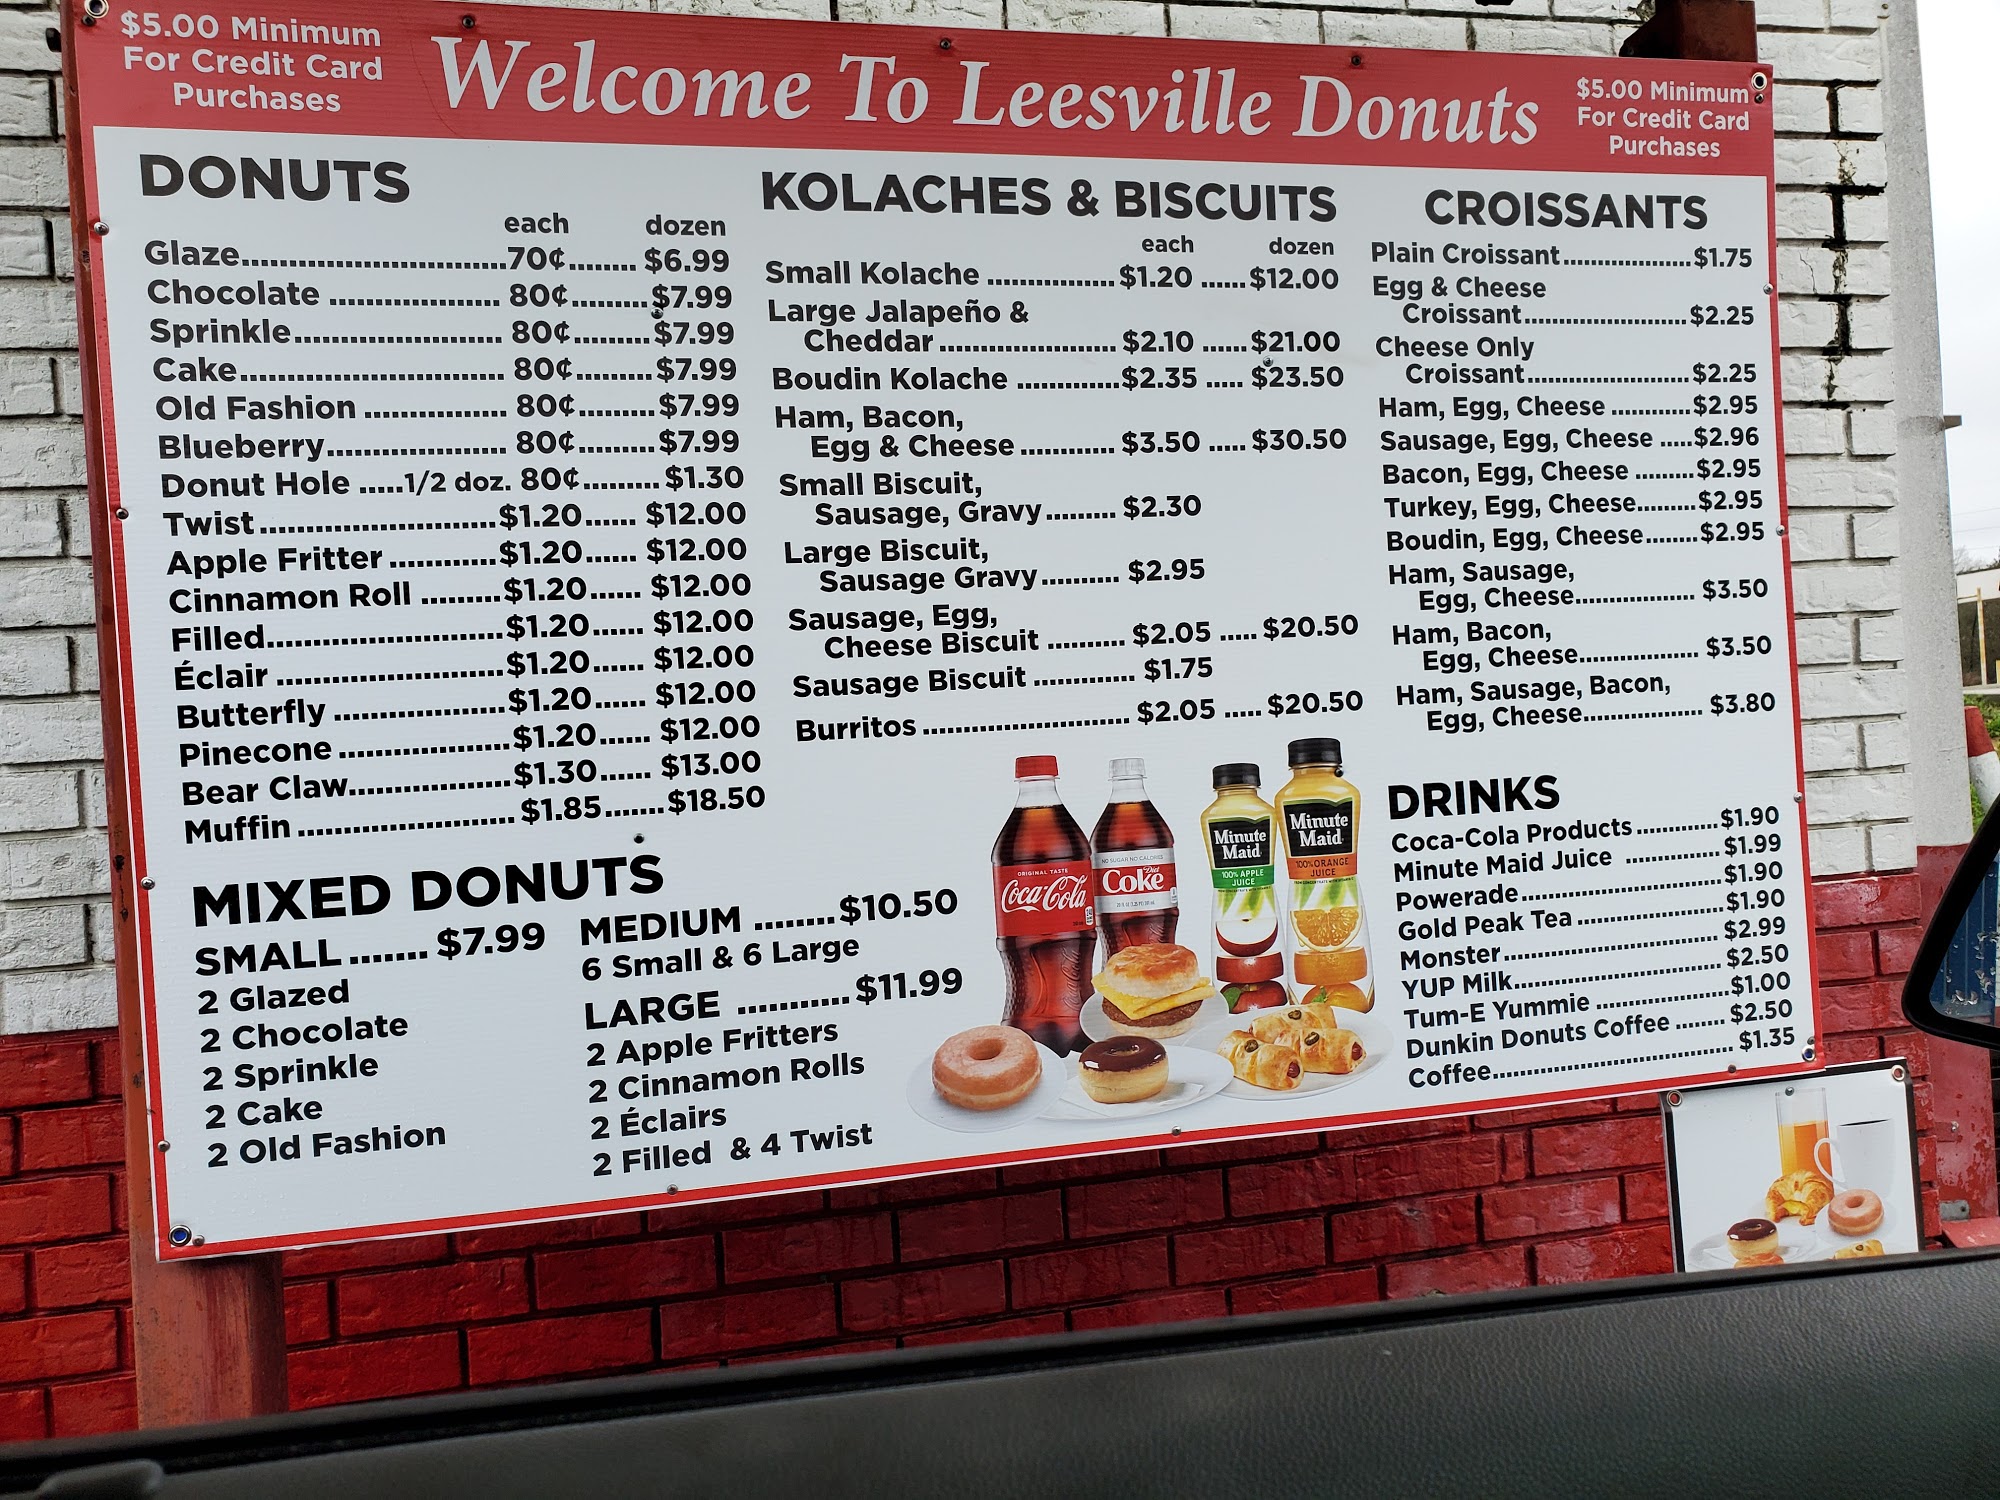 $5.00 Minimum
For Credit Card
Purchases
Welcome To Leesville Donuts
$5.00 Minimum
For Credit Card
Purchases
DONUTS
each dozen
Glaze..........70¢........ $6.99
Chocolate .......... 80¢.........$7.99
Sprinkle.......... 80¢.........$7.99
Cake.......... 80¢.........$7.99
Old Fashion .......... 80¢.........$7.99
Blueberry.......... 80¢.........$7.99
Donut Hole .....1/2 doz. 80¢.........$1.30
Twist..........$1.20...... $12.00
Apple Fritter ..........$1.20...... $12.00
Cinnamon Roll .........$1.20...... $12.00
Filled..........$1.20...... $12.00
Éclair ..........$1.20...... $12.00
Butterfly ..........$1.20...... $12.00
Pinecone ..........$1.20...... $12.00
Bear Claw..........$1.30...... $13.00
Muffin ..........$1.85.......$18.50
MIXED DONUTS
SMALL....... $7.99
2 Glazed
2 Chocolate
2 Sprinkle
2 Cake
2 Old Fashion
MEDIUM ........$10.50
6 Small & 6 Large
LARGE ...........$11.99
2 Apple Fritters
2 Cinnamon Rolls
2 Éclairs
2 Filled & 4 Twist
KOLACHES & BISCUITS
each dozen
Small Kolache ..........$1.20 ......$12.00
Large Jalapeño &
Cheddar .......... $2.10 ......$21.00
Boudin Kolache ..........$2.35 ..... $23.50
Ham, Bacon,
Egg & Cheese .......... $3.50 .....$30.50
Small Biscuit,
Sausage, Gravy......... $2.30
Large Biscuit,
Sausage Gravy.......... $2.95
Sausage, Egg,
Cheese Biscuit .......... $2.05 ..... $20.50
Sausage Biscuit ............. $1.75
Burritos .......... $2.05 .....$20.50
CROISSANTS
Plain Croissant..........$1.75
Egg & Cheese
Croissant..........$2.25
Cheese Only
Croissant..........$2.25
Ham, Egg, Cheese ..........$2.95
Sausage, Egg, Cheese .....$2.96
Bacon, Egg, Cheese ........$2.95
Turkey, Egg, Cheese........$2.95
Boudin, Egg, Cheese.......$2.95
Ham, Sausage,
Egg, Cheese.......... $3.50
Ham, Bacon,
Egg, Cheese.......... $3.50
Ham, Sausage, Bacon,
Egg, Cheese.......... $3.80
DRINKS
Coca-Cola Products ..........$1.90
Minute Maid Juice .......... $1.99
Powerade..........$1.90
Gold Peak Tea ..........$1.90
Monster.......... $2.99
YUP Milk.......... $2.50
Tum-E Yummie ..........$1.00
Dunkin Donuts Coffee ........ $2.50
Coffee.......... $1.35
ORIGINAL TASTE
Coca-Cola
NO SUGAR NO CALORIES
Diet
Coke
Minute
Maid
100% APPLE
JUICE
Minute
Maid
100% ORANGE
JUICE